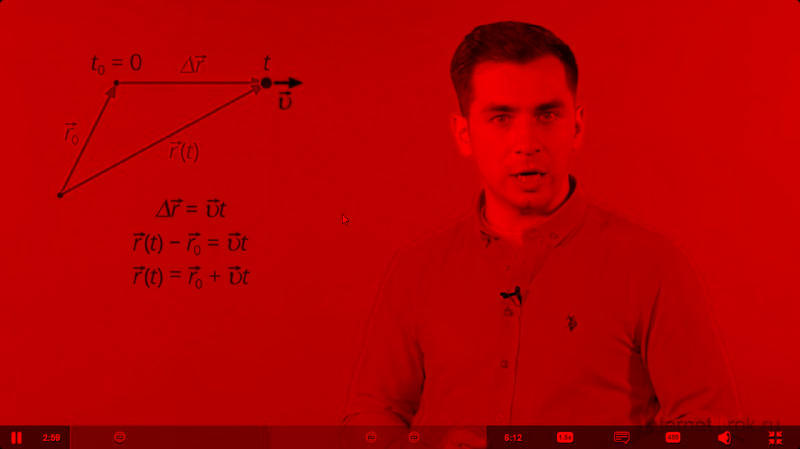 t₀ = 0
Δr⃗
t
υ⃗
r⃗₀
r⃗(t)
Δr⃗ = υ⃗t
r⃗(t) − r⃗₀ = υ⃗t
r⃗(t) = r⃗₀ + υ⃗t
2:59
6:12